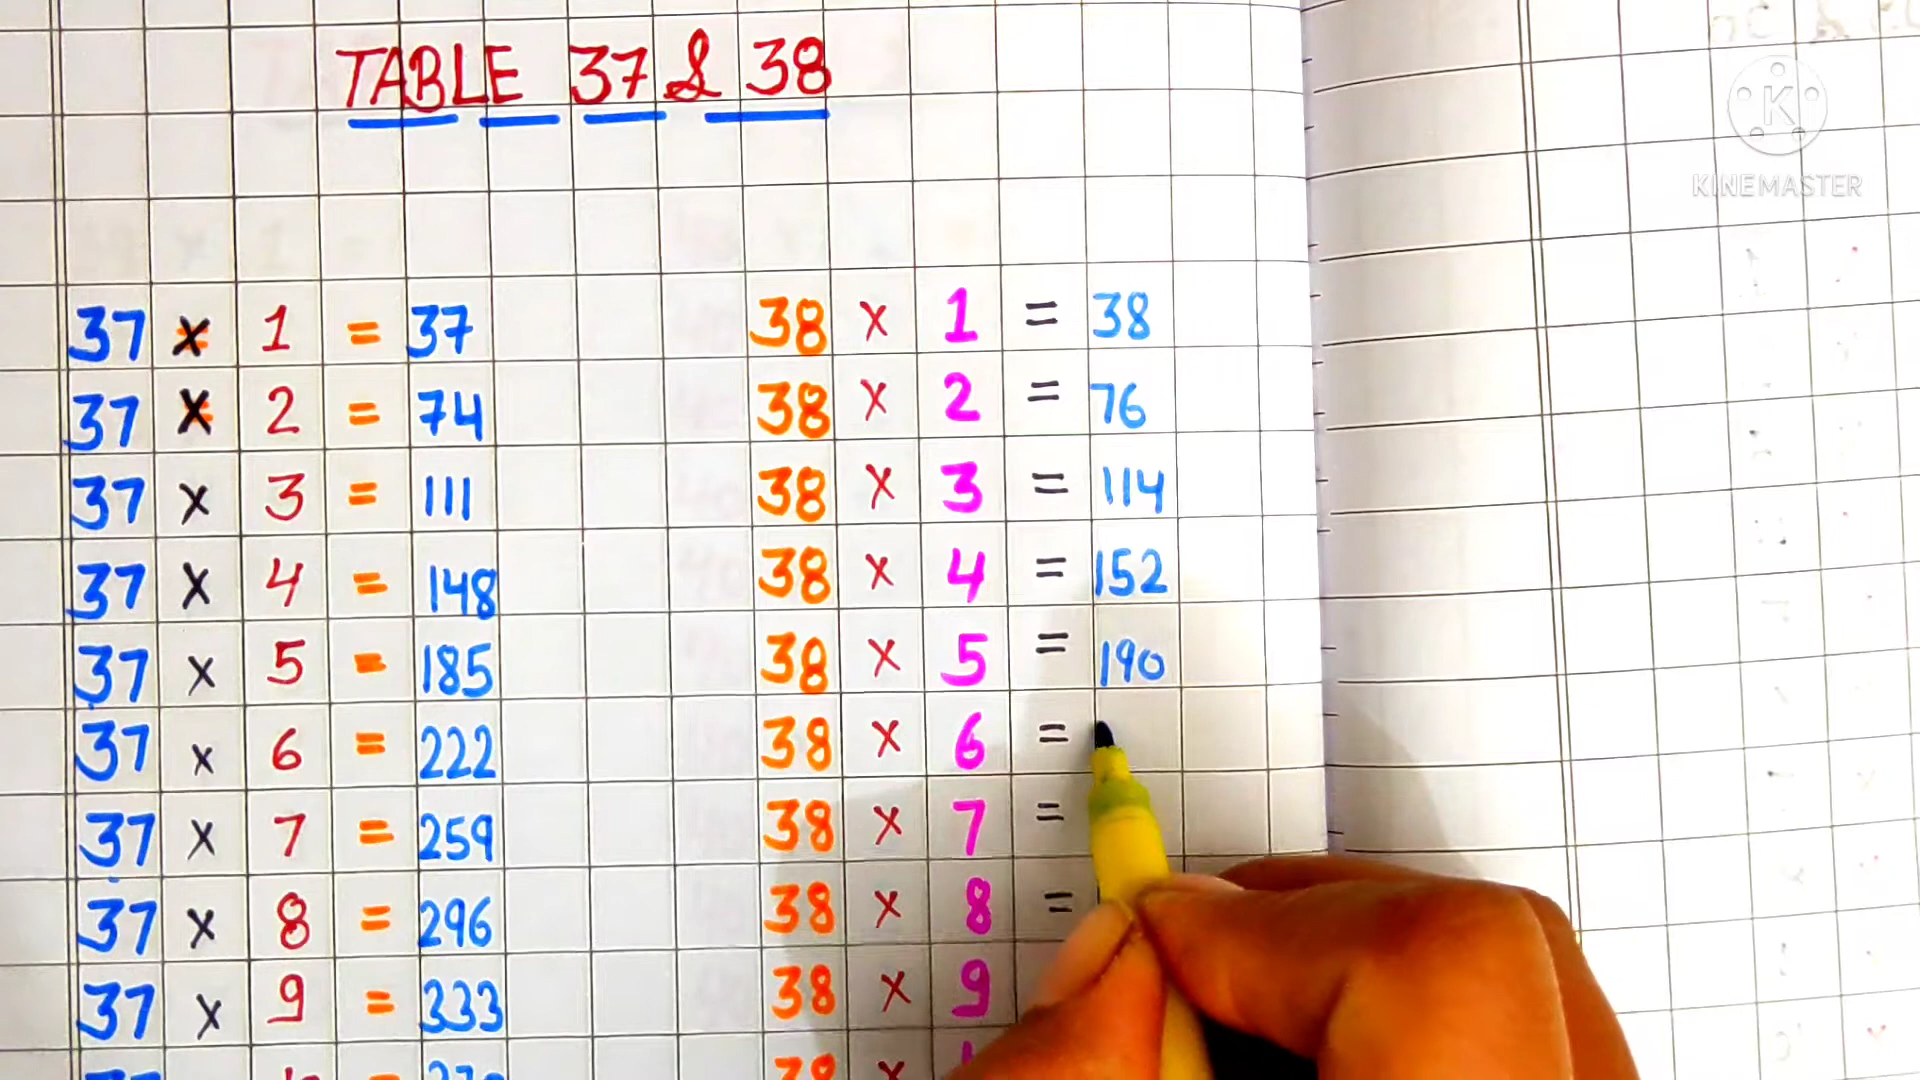 TABLE 37 & 38
K
KINEMASTER
37 × 1 = 37
37 × 2 = 74
37 × 3 = 111
37 × 4 = 148
37 × 5 = 185
37 × 6 = 222
37 × 7 = 259
37 × 8 = 296
37 × 9 = 333
38 × 1 = 38
38 × 2 = 76
38 × 3 = 114
38 × 4 = 152
38 × 5 = 190
38 × 6 =
38 × 7 =
38 × 8 =
38 × 9